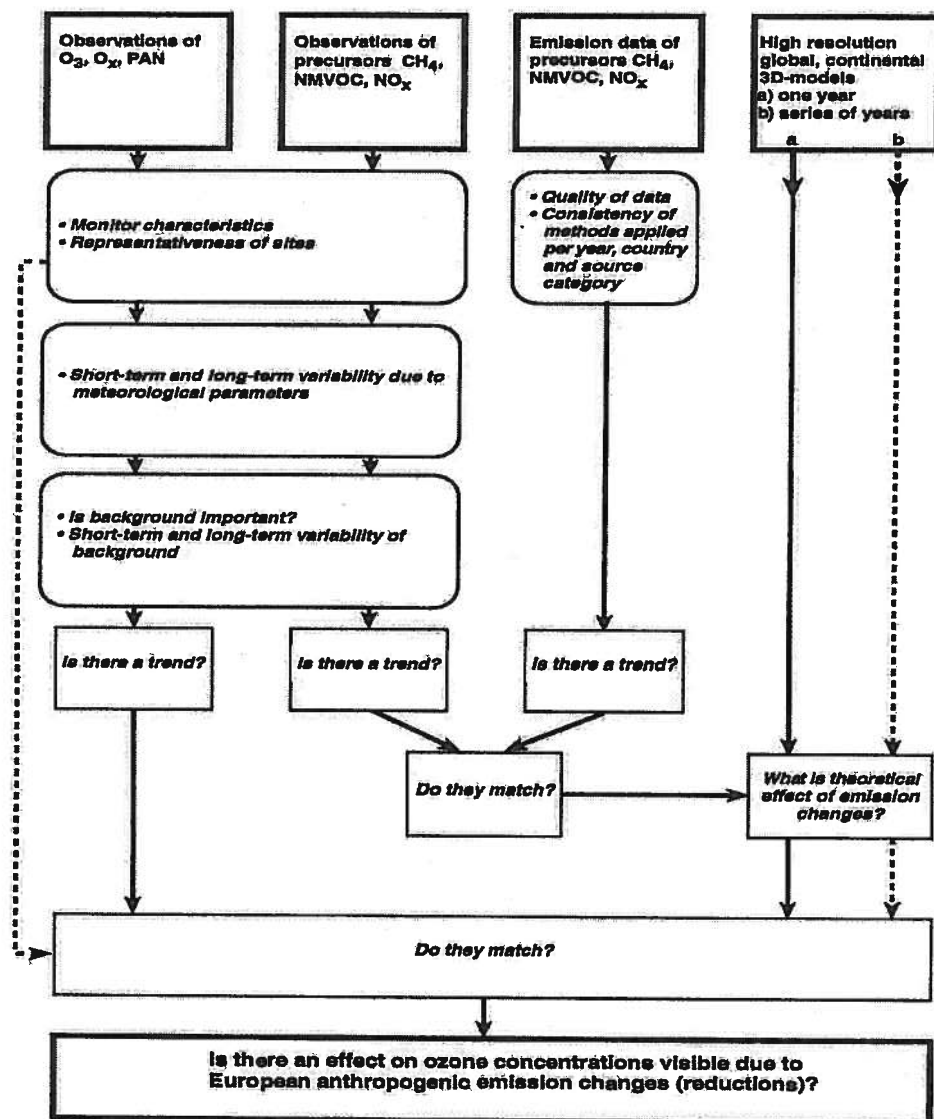 Observations of
O₃, Oₓ, PAN
Observations of
precursors CH₄,
NMVOC, NOₓ
Emission data of
precursors CH₄,
NMVOC, NOₓ
High resolution
global, continental
3D-models
a) one year
b) series of years
a
b
• Monitor characteristics
• Representativeness of sites
• Quality of data
• Consistency of
methods applied
per year, country
and source
category
• Short-term and long-term variability due to
meteorological parameters
• Is background important?
• Short-term and long-term variability of
background
Is there a trend?
Is there a trend?
Is there a trend?
Do they match?
What is theoretical
effect of emission
changes?
Do they match?
Is there an effect on ozone concentrations visible due to
European anthropogenic emission changes (reductions)?